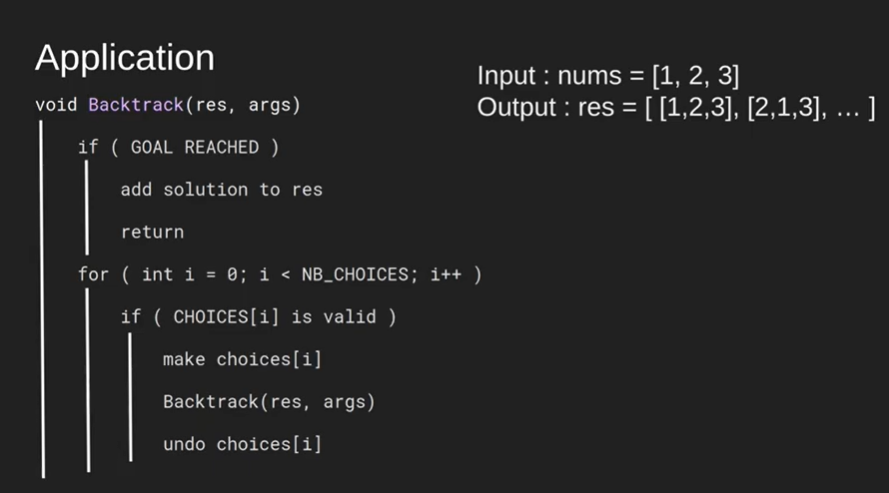 Application
void Backtrack(res, args)
if ( GOAL REACHED )
add solution to res
return
for ( int i = 0; i < NB_CHOICES; i++ )
if ( CHOICES[i] is valid )
make choices[i]
Backtrack(res, args)
undo choices[i]
Input : nums = [1, 2, 3]
Output : res = [ [1,2,3], [2,1,3], … ]